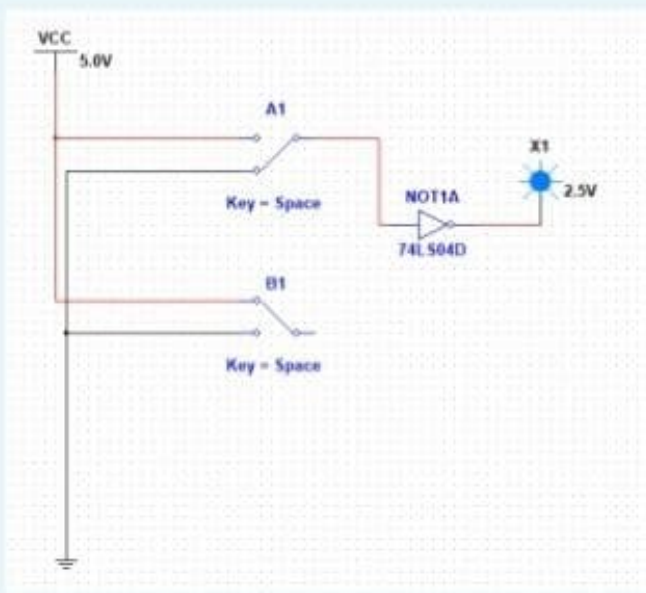 VCC
5.0V
A1
Key = Space
X1
2.5V
NOT1A
74LS04D
B1
Key = Space